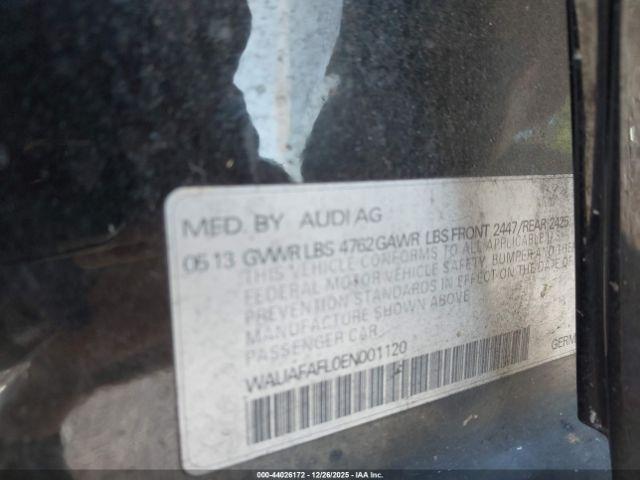 MFD. BY AUDI AG
05 13 GVWR LBS 4762 GAWR LBS FRONT 2447/REAR 2425
THIS VEHICLE CONFORMS TO ALL APPLICABLE
FEDERAL MOTOR VEHICLE SAFETY, BUMPER AND THEFT
PREVENTION STANDARDS IN EFFECT ON THE DATE OF
MANUFACTURE SHOWN ABOVE
PASSENGER CAR.
WAUAFAFL0EN001120
GERM
000-44026172 - 12/26/2025 - IAA Inc.